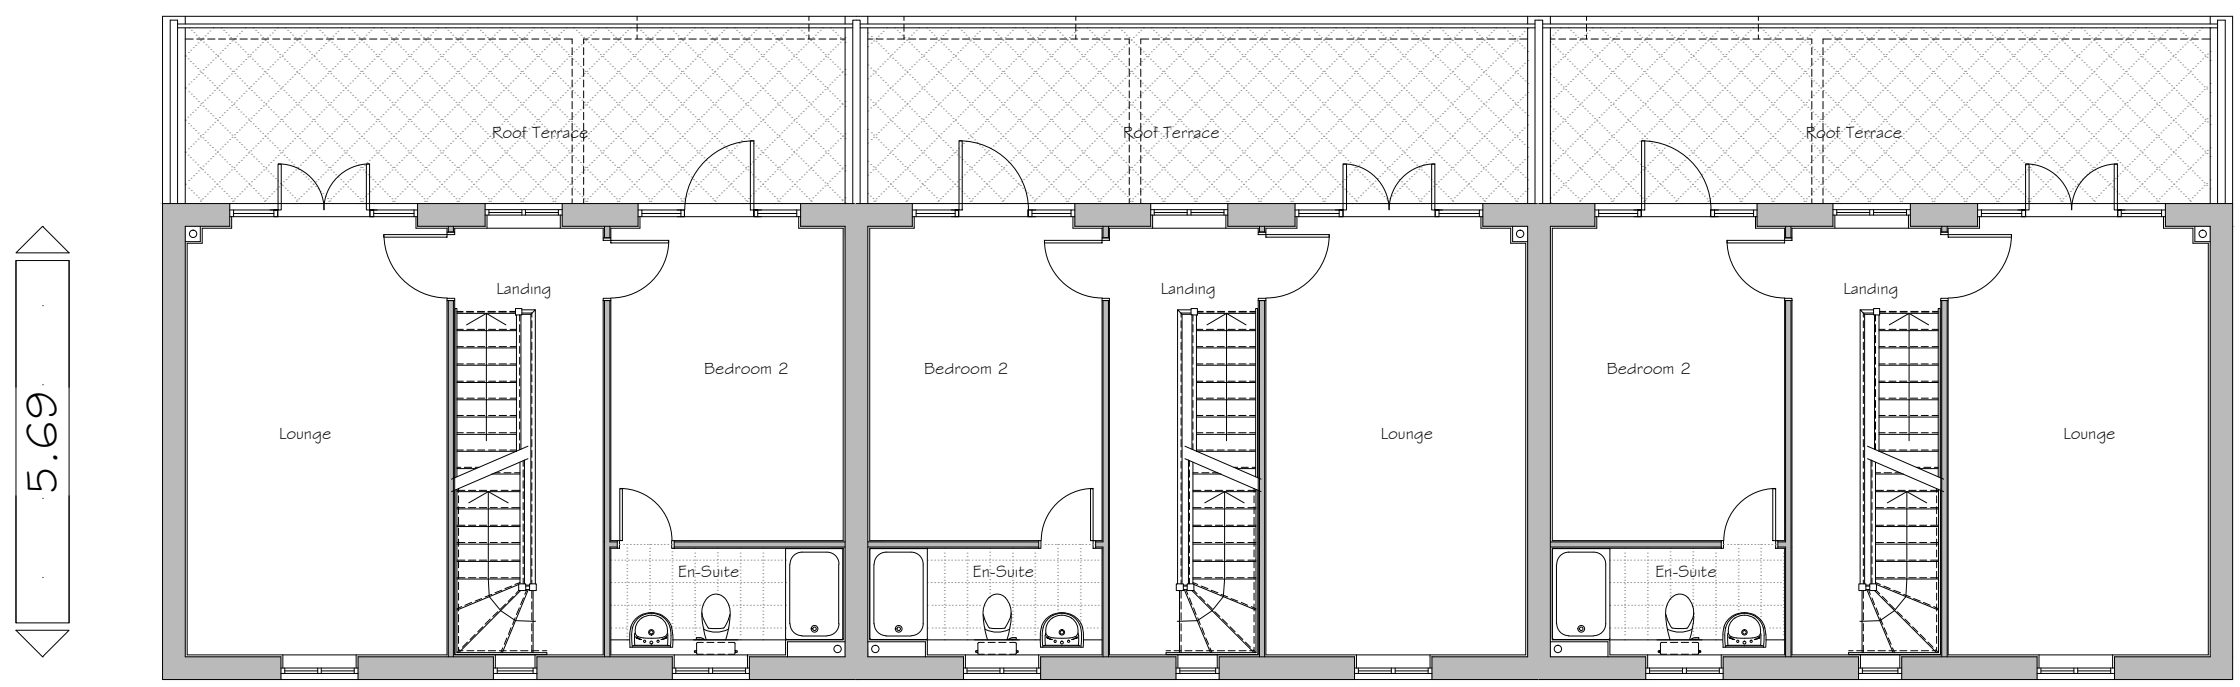 Roof Terrace
Roof Terrace
Roof Terrace
Landing
Landing
Landing
Bedroom 2
Bedroom 2
Bedroom 2
5.69
Lounge
Lounge
Lounge
En-Suite
En-Suite
En-Suite